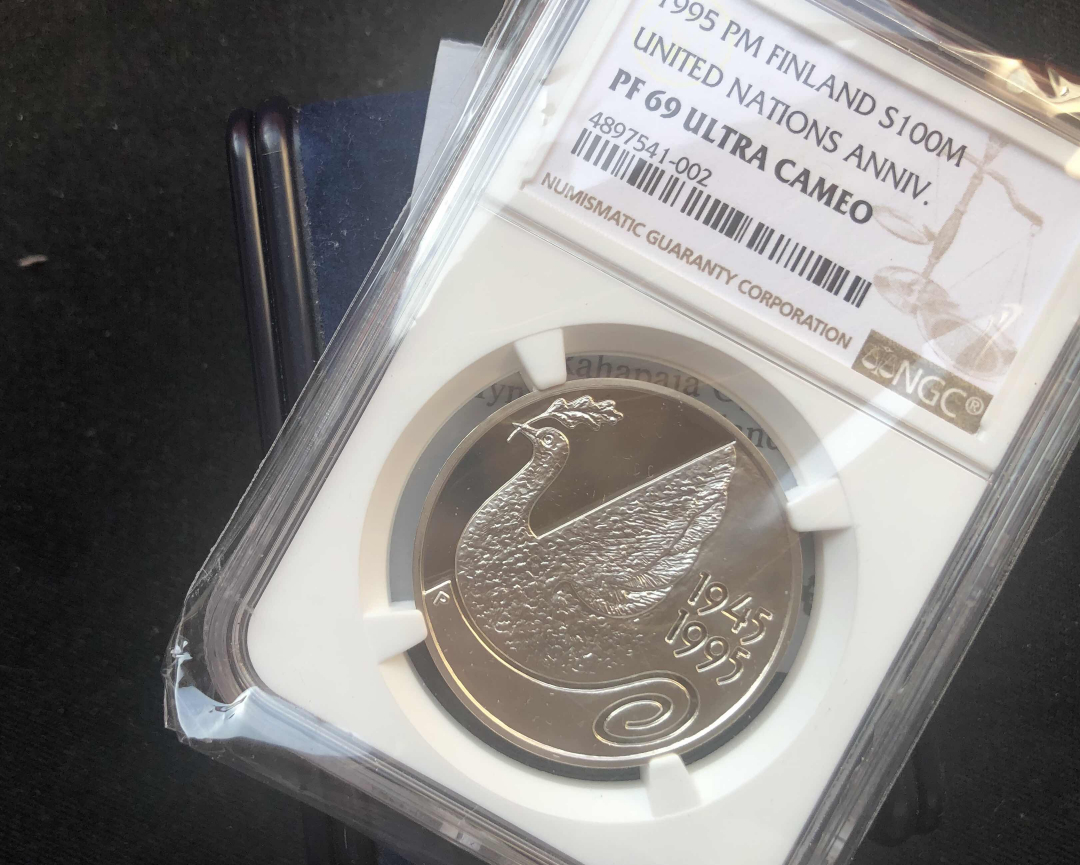 1995 PM FINLAND S100M
UNITED NATIONS ANNIV.
PF 69 ULTRA CAMEO
4897541-002
NUMISMATIC GUARANTY CORPORATION
NGC®
ahapaja
P
1945
1995